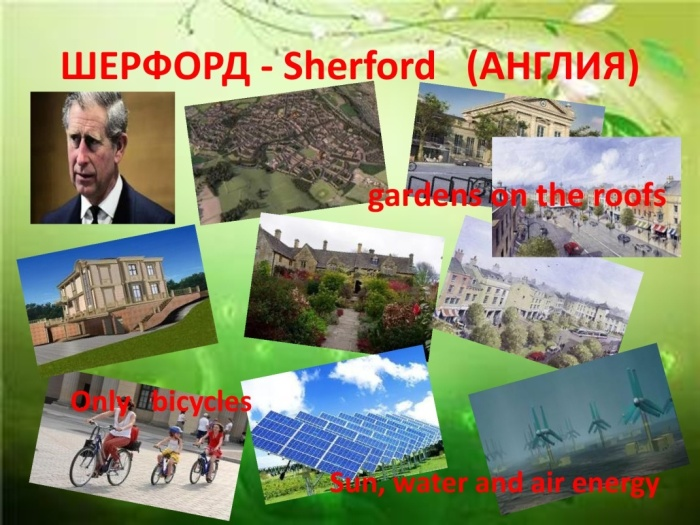 ШЕРФОРД - Sherford (АНГЛИЯ)
gardens on the roofs
Only bicycles
Sun, water and air energy